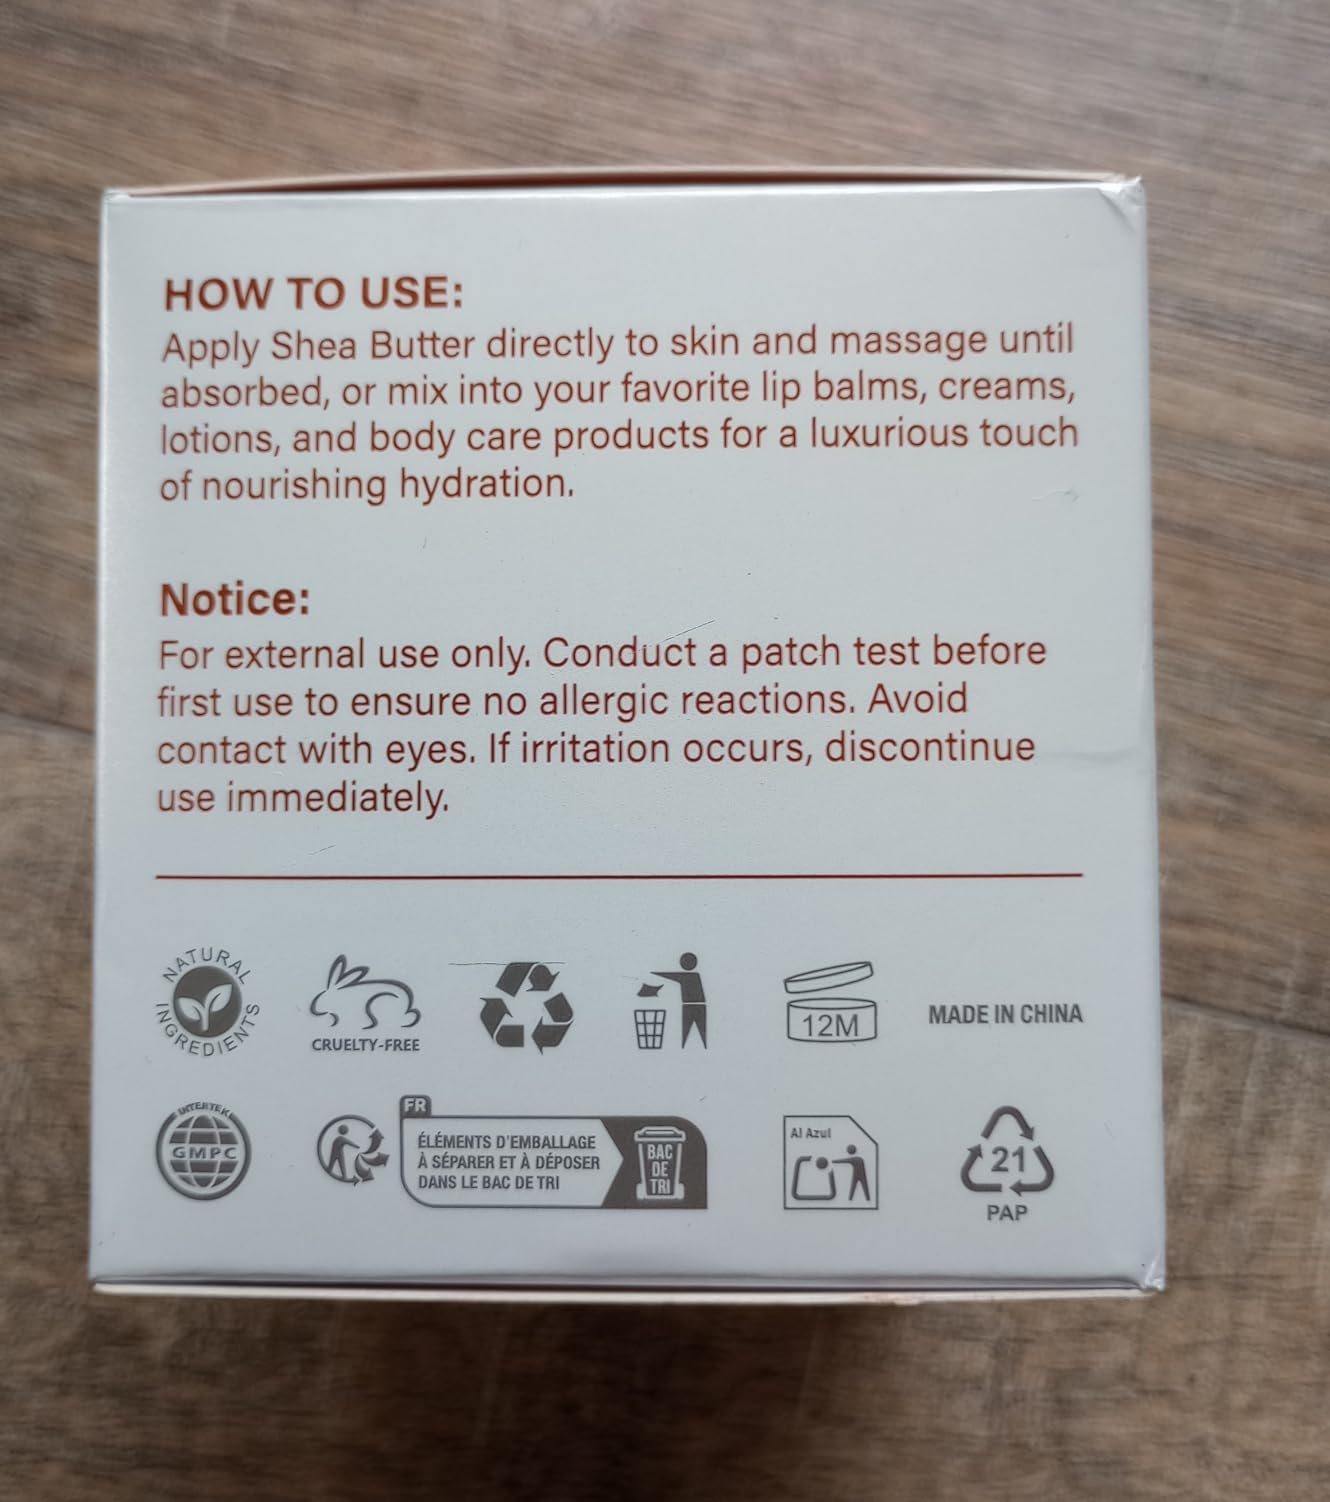 HOW TO USE:
Apply Shea Butter directly to skin and massage until
absorbed, or mix into your favorite lip balms, creams,
lotions, and body care products for a luxurious touch
of nourishing hydration.
Notice:
For external use only. Conduct a patch test before
first use to ensure no allergic reactions. Avoid
contact with eyes. If irritation occurs, discontinue
use immediately.
NATURAL
INGREDIENTS
CRUELTY-FREE
12M
MADE IN CHINA
INTERTEK
GMPC
FR
ÉLÉMENTS D'EMBALLAGE
À SÉPARER ET À DÉPOSER
DANS LE BAC DE TRI
BAC
DE
TRI
Al Azul
21
PAP